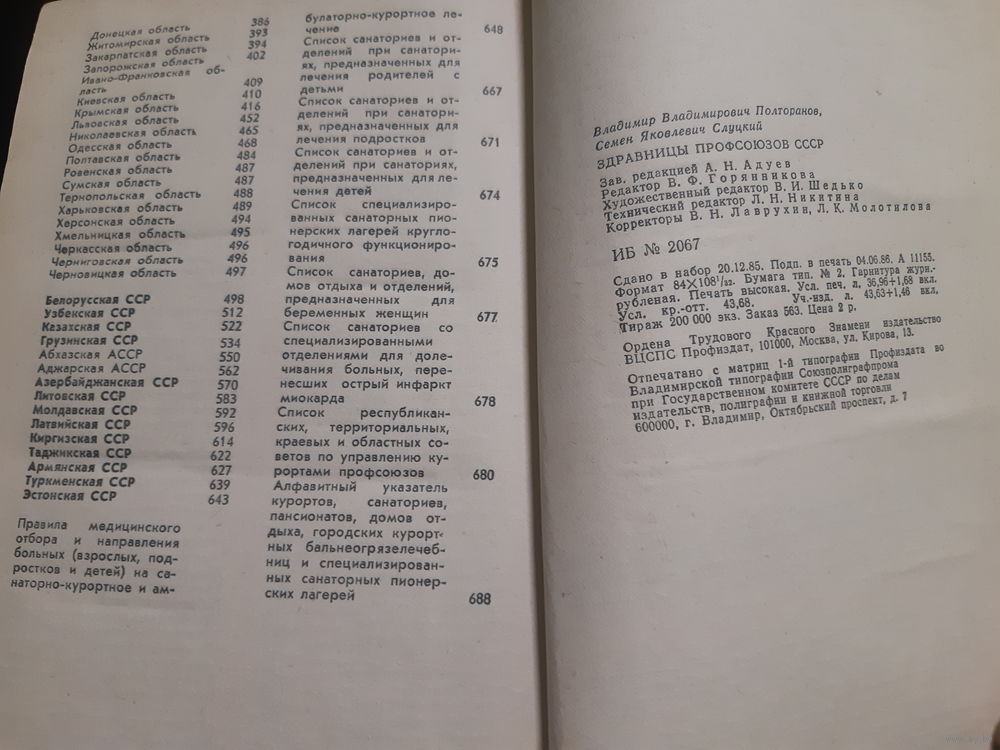 Донецкая область 386
Житомирская область 393
Закарпатская область 394
Запорожская область 402
Ивано-Франковская об-
ласть 409
Киевская область 410
Крымская область 416
Львовская область 452
Николаевская область 465
Одесская область 468
Полтавская область 484
Ровенская область 487
Сумская область 487
Тернопольская область 488
Харьковская область 489
Херсонская область 494
Хмельницкая область 495
Черкасская область 496
Черниговская область 496
Черновицкая область 497
Белорусская ССР 498
Узбекская ССР 512
Казахская ССР 522
Грузинская ССР 534
Абхазская АССР 550
Аджарская АССР 562
Азербайджанская ССР 570
Литовская ССР 583
Молдавская ССР 592
Латвийская ССР 596
Киргизская ССР 614
Таджикская ССР 622
Армянская ССР 627
Туркменская ССР 639
Эстонская ССР 643
Правила медицинского
отбора и направления
больных (взрослых, под-
ростков и детей) на са-
наторно-курортное и ам-
булаторно-курортное ле-
чение 648
Список санаториев и от-
делений при санатори-
ях, предназначенных для
лечения родителей с
детьми 667
Список санаториев и от-
делений при санатори-
ях, предназначенных для
лечения подростков 671
Список санаториев и от-
делений при санаториях,
предназначенных для ле-
чения детей 674
Список специализиро-
ванных санаторных пио-
нерских лагерей кругло-
годичного функциониро-
вания 675
Список санаториев, до-
мов отдыха и отделений,
предназначенных для
беременных женщин 677
Список санаториев со
специализированными
отделениями для доле-
чивания больных, пере-
несших острый инфаркт
миокарда 678
Список республикан-
ских, территориальных,
краевых и областных со-
ветов по управлению ку-
рортами профсоюзов 680
Алфавитный указатель
курортов, санаториев,
пансионатов, домов от-
дыха, городских курорт-
ных бальнеогрязелечеб-
ниц и специализирован-
ных санаторных пионер-
ских лагерей 688
Владимир Владимирович Полторанов,
Семен Яковлевич Слуцкий
ЗДРАВНИЦЫ ПРОФСОЮЗОВ СССР
Зав. редакцией А. Н. Адуев
Редактор В. Ф. Горянникова
Художественный редактор В. И. Шедько
Технический редактор Л. Н. Никитина
Корректоры В. Н. Лаврухин, Л. К. Молотилова
ИБ № 2067
Сдано в набор 20.12.85. Подп. в печать 04.06.86. А 11155.
Формат 84×108¹/₃₂. Бумага тип. № 2. Гарнитура журн.-
рубленая. Печать высокая. Усл. печ. л. 36,96+1,68 вкл.
Усл. кр.-отт. 43,68. Уч.-изд. л. 43,63+1,46 вкл.
Тираж 200 000 экз. Заказ 563. Цена 2 р.
Ордена Трудового Красного Знамени издательство
ВЦСПС Профиздат, 101000, Москва, ул. Кирова, 13.
Отпечатано с матриц 1-й типографии Профиздата во
Владимирской типографии Союзполиграфпрома
при Государственном комитете СССР по делам
издательств, полиграфии и книжной торговли
600000, г. Владимир, Октябрьский проспект, д. 7